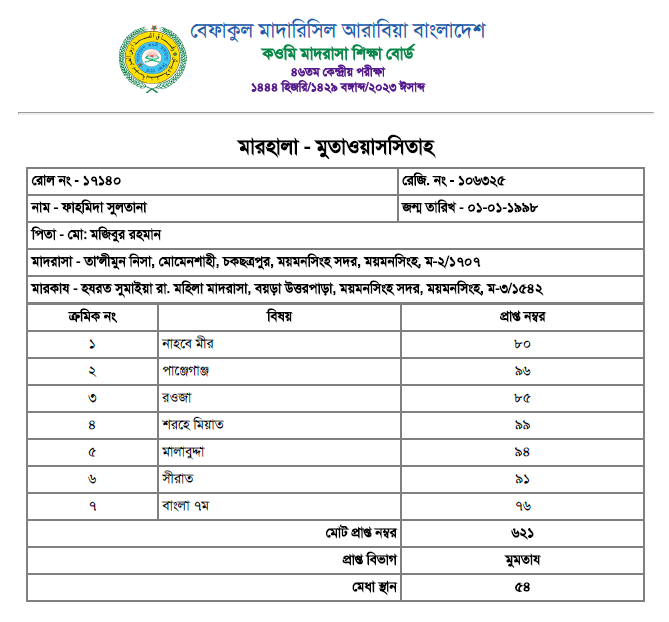 বেফাকুল মাদারিসিল আরাবিয়া বাংলাদেশ
কওমি মাদরাসা শিক্ষা বোর্ড
৪৬তম কেন্দ্রীয় পরীক্ষা
১৪৪৪ হিজরি/১৪২৯ বঙ্গাব্দ/২০২৩ ঈসাব্দ
মারহালা - মুতাওয়াসসিতাহ
রোল নং - ১৭১৪০ রেজি. নং - ১০৬৩২৫
নাম - ফাহমিদা সুলতানা জন্ম তারিখ - ০১-০১-১৯৯৮
পিতা - মো: মজিবুর রহমান
মাদরাসা - তা'লীমুন নিসা, মোমেনশাহী, চকছত্রপুর, ময়মনসিংহ সদর, ময়মনসিংহ, ম-২/১৭০৭
মারকায - হযরত সুমাইয়া রা. মহিলা মাদরাসা, বয়ড়া উত্তরপাড়া, ময়মনসিংহ সদর, ময়মনসিংহ, ম-৩/১৫৪২
ক্রমিক নং বিষয় প্রাপ্ত নম্বর
১ নাহবে মীর ৮০
২ পাঞ্জেগাঞ্জ ৯৬
৩ রওজা ৮৫
৪ শরহে মিয়াত ৯৯
৫ মালাবুদ্দা ৯৪
৬ সীরাত ৯১
৭ বাংলা ৭ম ৭৬
মোট প্রাপ্ত নম্বর ৬২১
প্রাপ্ত বিভাগ মুমতায
মেধা স্থান ৫৪